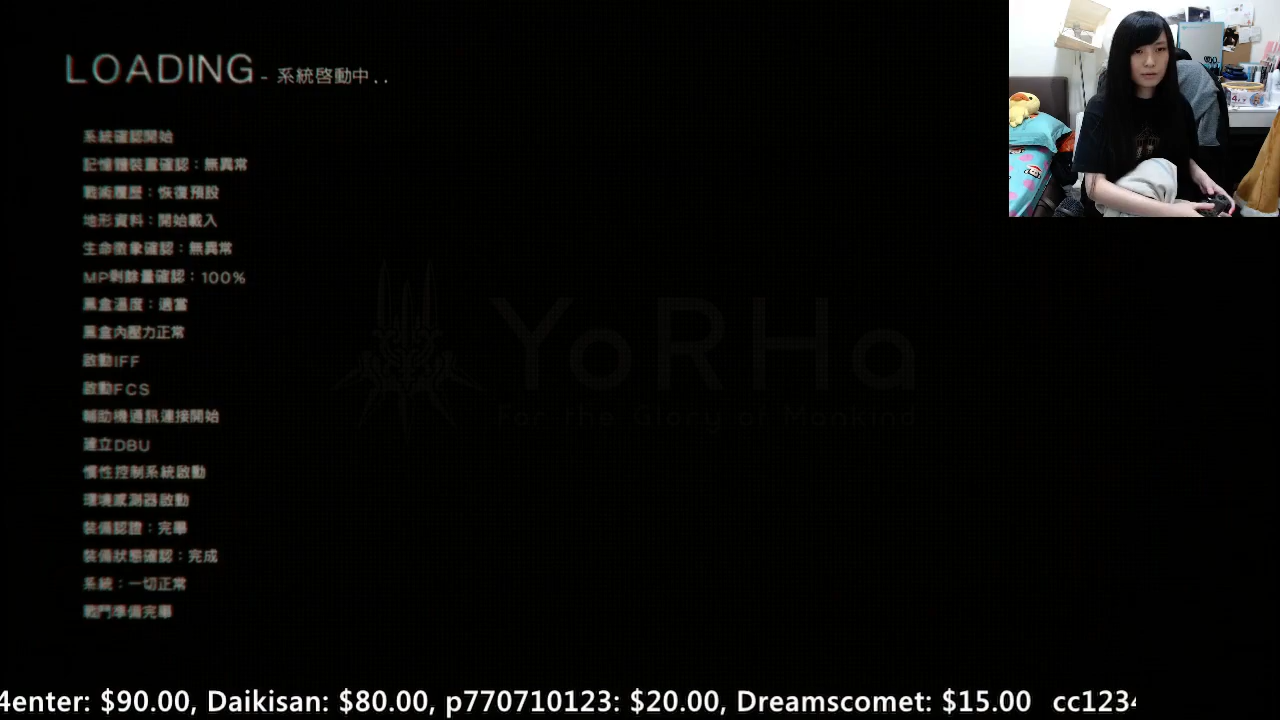 LOADING - 系統啓動中..
系統確認開始
記憶體裝置確認：無異常
戰術履歷：恢復預設
地形資料：開始載入
生命徵象確認：無異常
MP剩餘量確認：100%
黑盒溫度：適當
黑盒內壓力正常
啟動IFF
啟動FCS
輔助機通訊連接開始
建立DBU
慣性控制系統啟動
環境感測器啟動
裝備認證：完畢
裝備狀態確認：完成
系統：一切正常
戰鬥準備完畢
YoRHa
For the Glory of Mankind
4enter: $90.00, Daikisan: $80.00, p770710123: $20.00, Dreamscomet: $15.00 cc1234